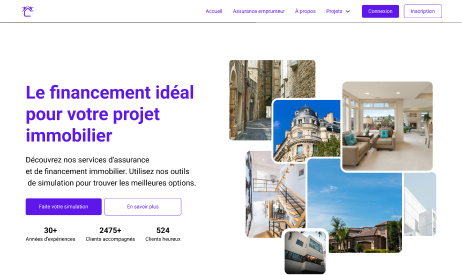 Accueil
Assurance emprunteur
À propos
Projets
Connexion
Inscription
Le financement idéal
pour votre projet
immobilier
Découvrez nos services d'assurance
et de financement immobilier. Utilisez nos outils
de simulation pour trouver les meilleures options.
Faite votre simulation
En savoir plus
30+
Années d'expériences
2475+
Clients accompagnés
524
Clients heureux